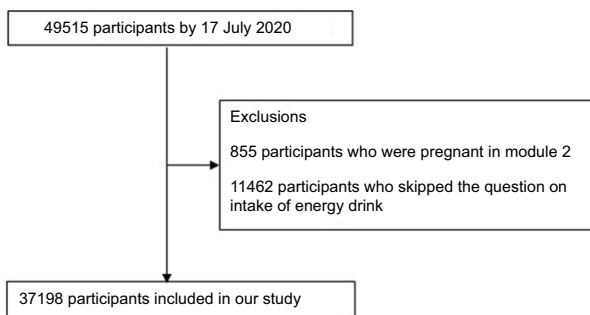 49515 participants by 17 July 2020
Exclusions
855 participants who were pregnant in module 2
11462 participants who skipped the question on
intake of energy drink
37198 participants included in our study